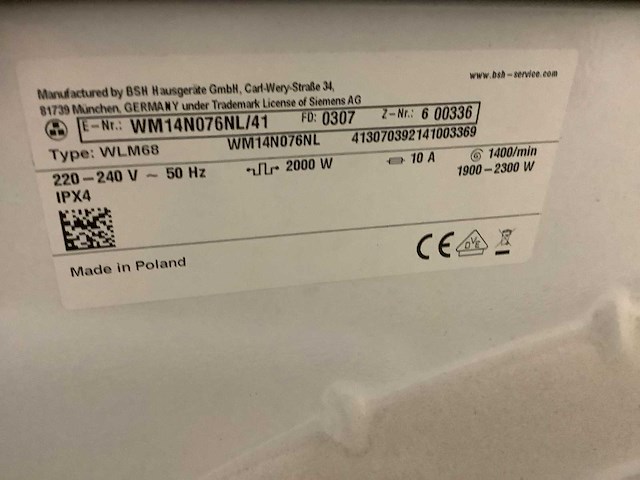 www.bsh-service.com
Manufactured by BSH Hausgeräte GmbH, Carl-Wery-Straße 34,
81739 München, GERMANY under Trademark License of Siemens AG
E-Nr.: WM14N076NL/41 FD: 0307 Z-Nr.: 6 00336
Type: WLM68 WM14N076NL 413070392141003369
220-240 V ~ 50 Hz 2000 W 10 A 1400/min
IPX4 1900-2300 W
CE OVE
Made in Poland